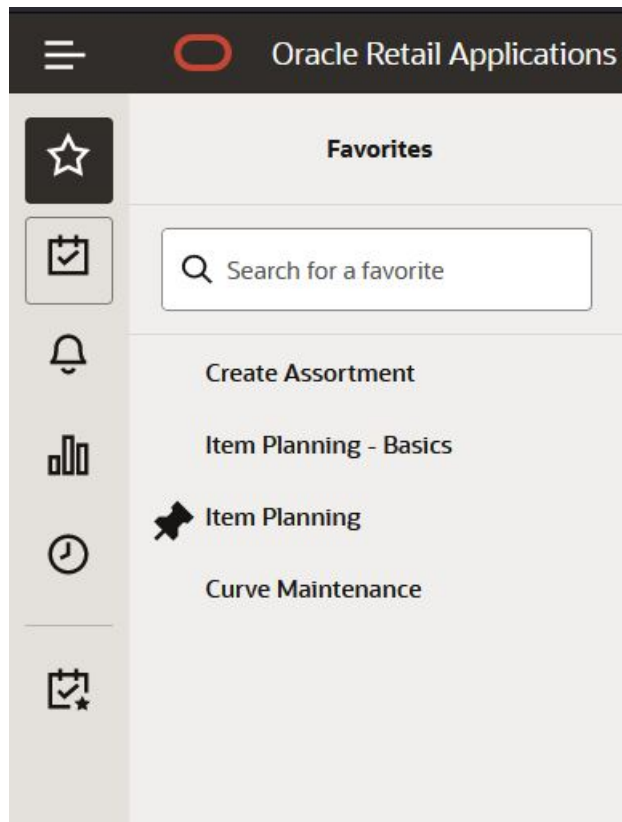 Oracle Retail Applications
Favorites
Search for a favorite
Create Assortment
Item Planning - Basics
Item Planning
Curve Maintenance